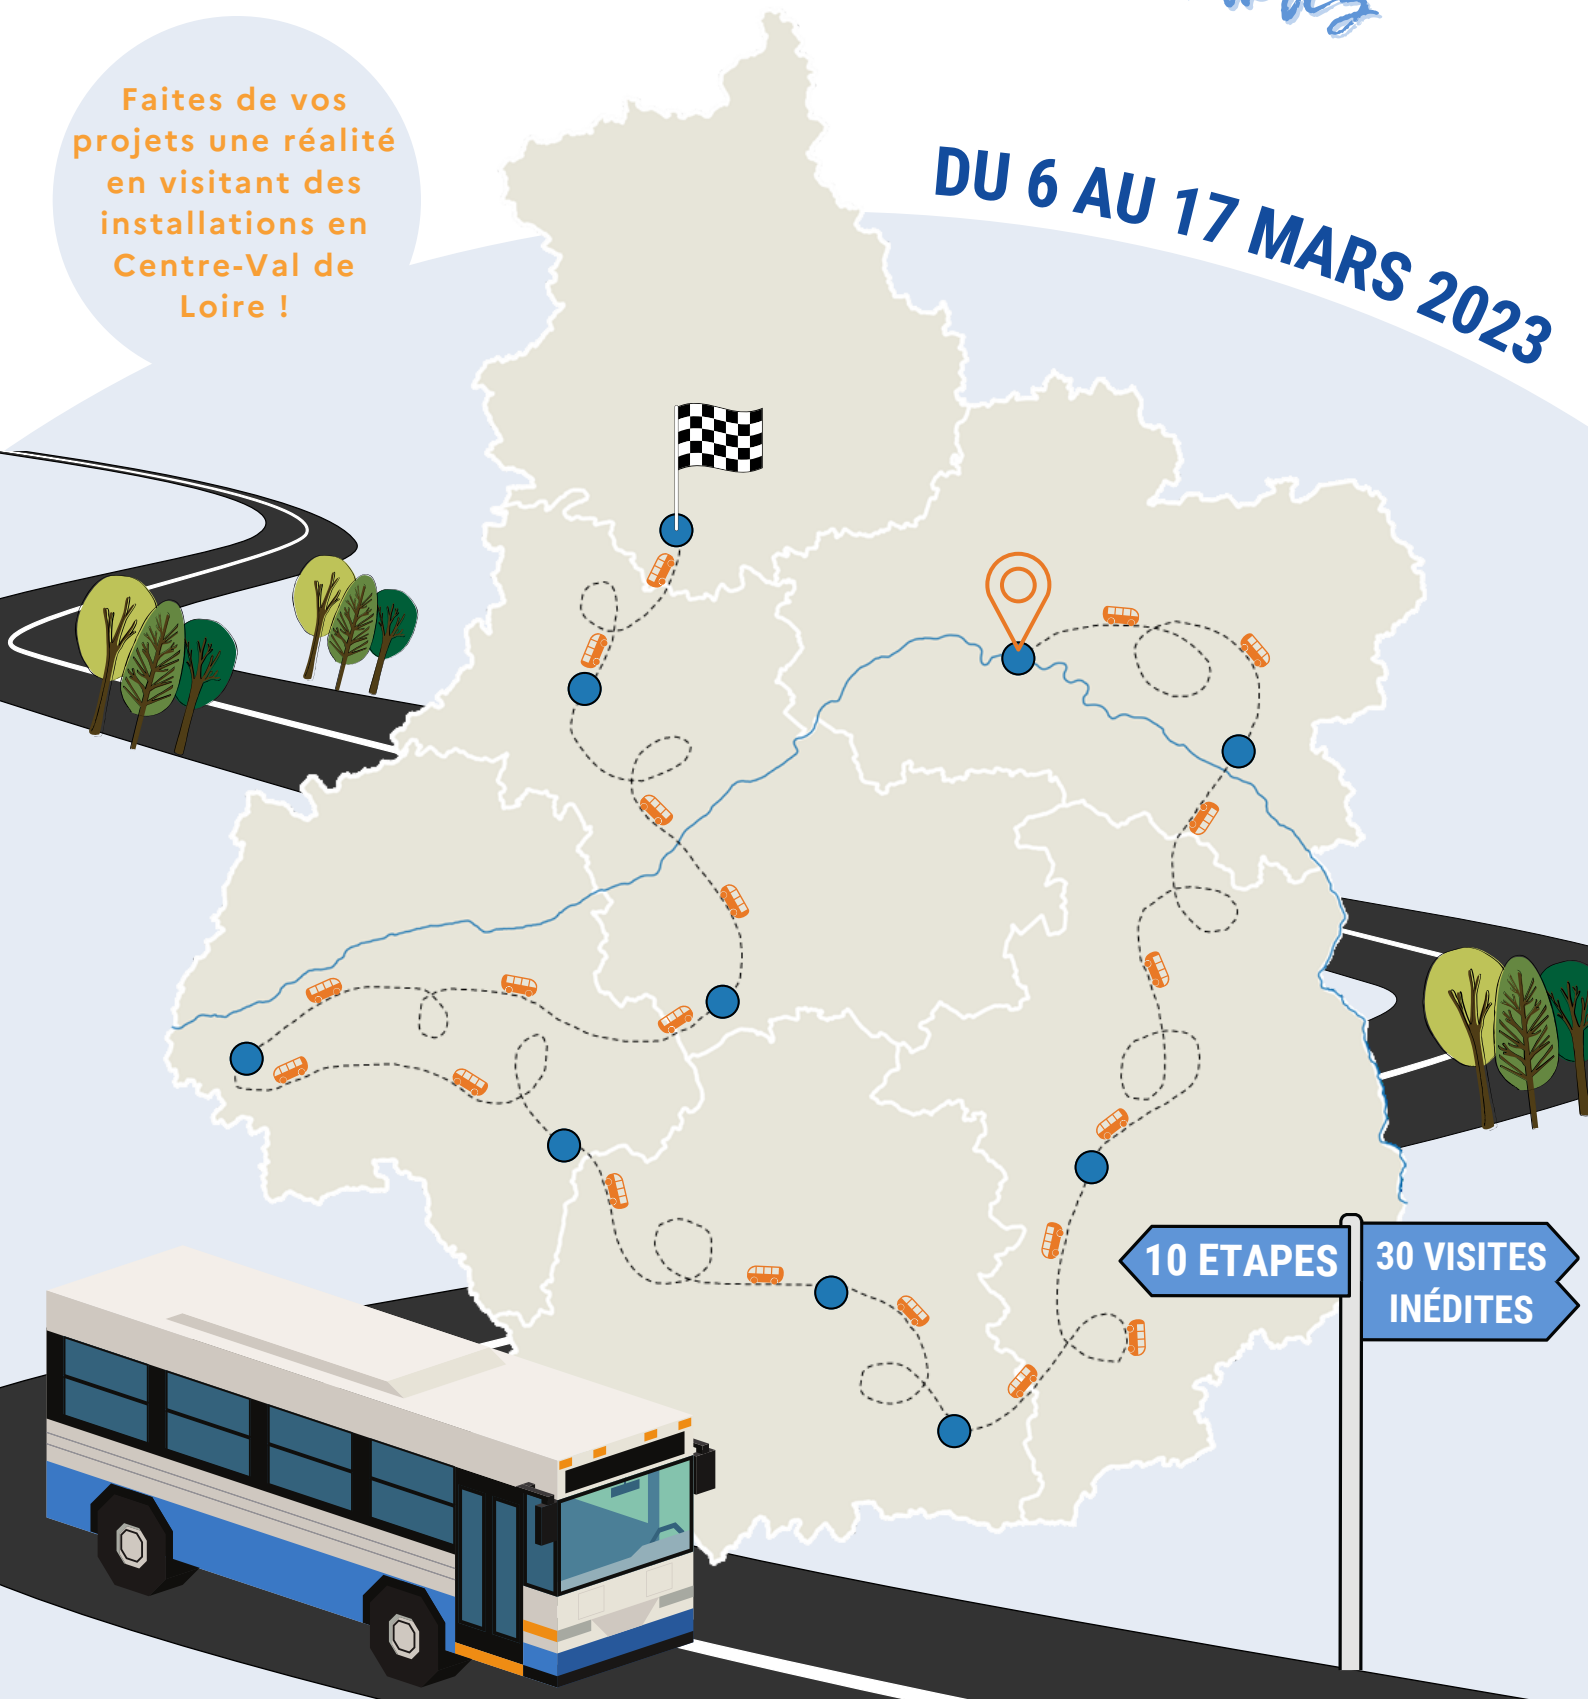 Faites de vos
projets une réalité
en visitant des
installations en
Centre-Val de
Loire !
DU 6 AU 17 MARS 2023
10 ETAPES
30 VISITES
INÉDITES